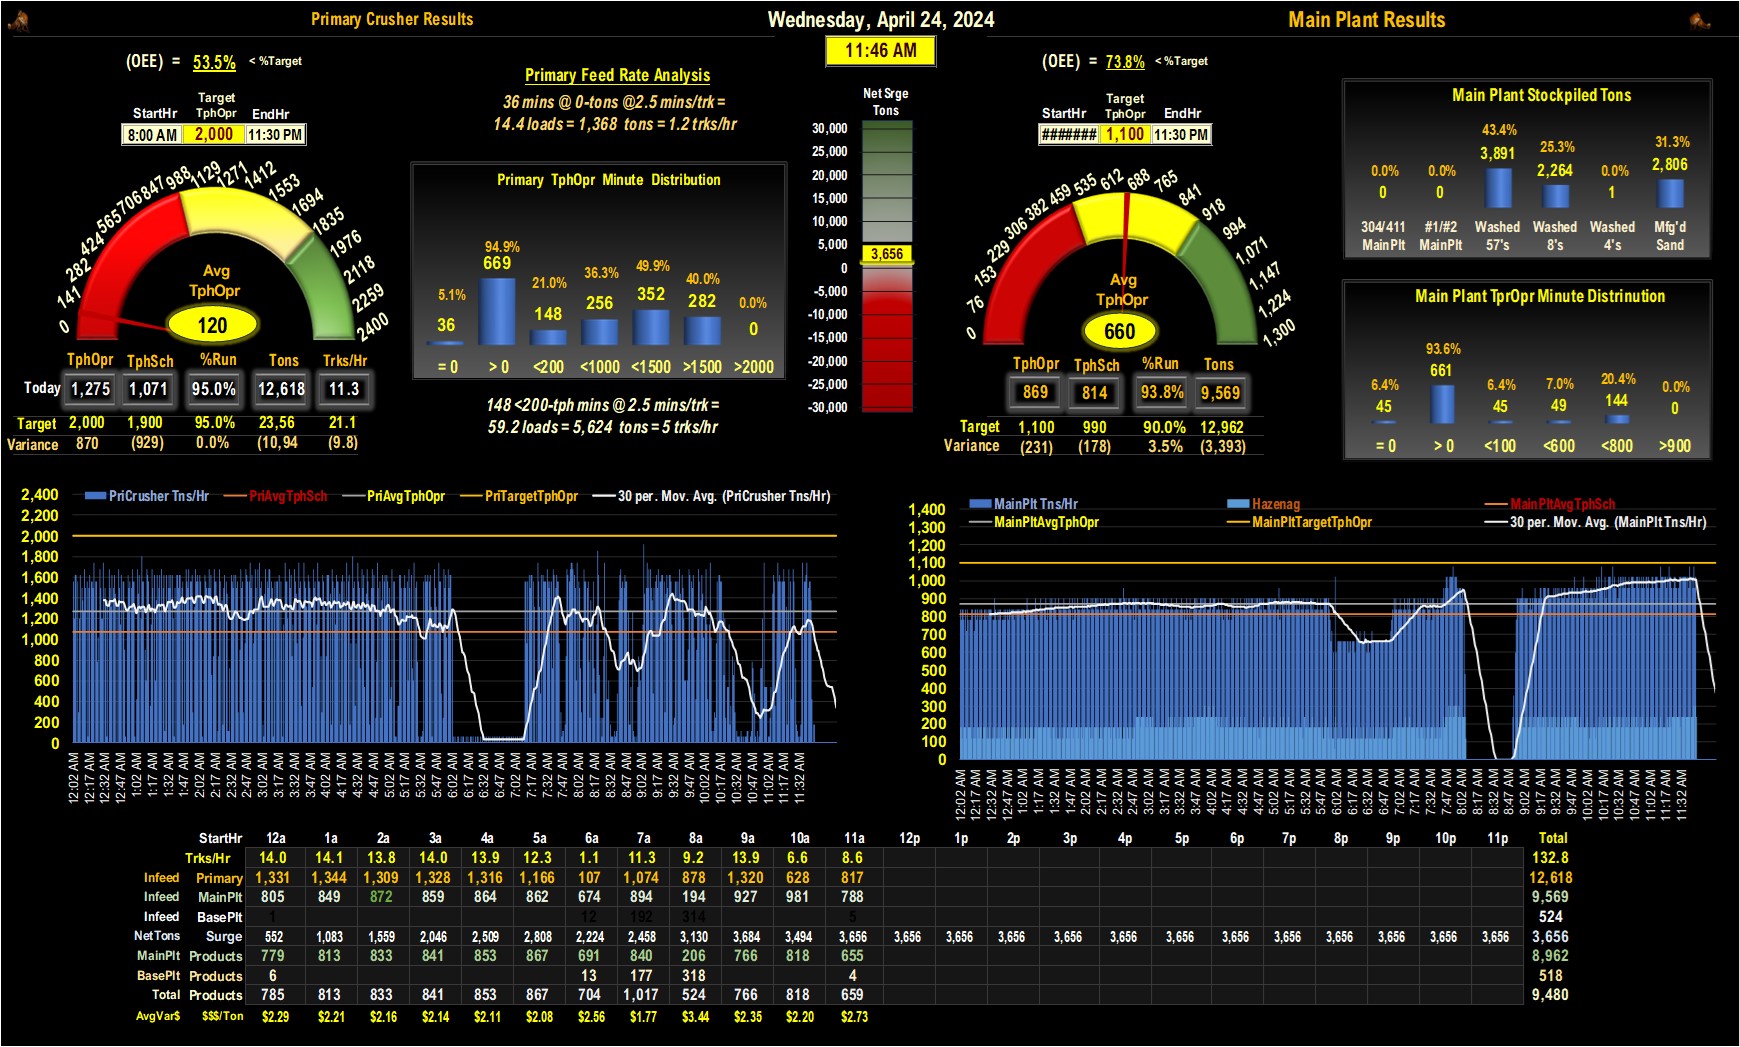 Primary Crusher Results
Wednesday, April 24, 2024
Main Plant Results
11:46 AM
(OEE) = 53.5% < %Target
StartHr Target TphOpr EndHr
8:00 AM 2,000 11:30 PM
0 141 282 424 565 706 847 988 1129 1271 1412 1553 1694 1835 1976 2118 2259 2400
Avg
TphOpr
120
TphOpr TphSch %Run Tons Trks/Hr
Today 1,275 1,071 95.0% 12,618 11.3
Target 2,000 1,900 95.0% 23,56 21.1
Variance 870 (929) 0.0% (10,94 (9.8)
Primary Feed Rate Analysis
36 mins @ 0-tons @2.5 mins/trk =
14.4 loads = 1,368 tons = 1.2 trks/hr
Primary TphOpr Minute Distribution
5.1% 94.9% 21.0% 36.3% 49.9% 40.0% 0.0%
36 669 148 256 352 282 0
= 0 > 0 <200 <1000 <1500 >1500 >2000
148 <200-tph mins @ 2.5 mins/trk =
59.2 loads = 5,624 tons = 5 trks/hr
Net Srge
Tons
30,000
25,000
20,000
15,000
10,000
5,000
3,656
0
-5,000
-10,000
-15,000
-20,000
-25,000
-30,000
(OEE) = 73.8% < %Target
StartHr Target TphOpr EndHr
####### 1,100 11:30 PM
0 76 153 229 306 382 459 535 612 688 765 841 918 994 1,071 1,147 1,224 1,300
Avg
TphOpr
660
TphOpr TphSch %Run Tons
869 814 93.8% 9,569
Target 1,100 990 90.0% 12,962
Variance (231) (178) 3.5% (3,393)
Main Plant Stockpiled Tons
0.0% 0.0% 43.4% 25.3% 0.0% 31.3%
0 0 3,891 2,264 1 2,806
304/411 #1/#2 Washed Washed Washed Mfg'd
MainPlt MainPlt 57's 8's 4's Sand
Main Plant TprOpr Minute Distrinution
6.4% 93.6% 6.4% 7.0% 20.4% 0.0%
45 661 45 49 144 0
= 0 > 0 <100 <600 <800 >900
PriCrusher Tns/Hr PriAvgTphSch PriAvgTphOpr PriTargetTphOpr 30 per. Mov. Avg. (PriCrusher Tns/Hr)
2,400
2,200
2,000
1,800
1,600
1,400
1,200
1,000
800
600
400
200
0
12:02 AM 12:17 AM 12:32 AM 12:47 AM 1:02 AM 1:17 AM 1:32 AM 1:47 AM 2:02 AM 2:17 AM 2:32 AM 2:47 AM 3:02 AM 3:17 AM 3:32 AM 3:47 AM 4:02 AM 4:17 AM 4:32 AM 4:47 AM 5:02 AM 5:17 AM 5:32 AM 5:47 AM 6:02 AM 6:17 AM 6:32 AM 6:47 AM 7:02 AM 7:17 AM 7:32 AM 7:47 AM 8:02 AM 8:17 AM 8:32 AM 8:47 AM 9:02 AM 9:17 AM 9:32 AM 9:47 AM 10:02 AM 10:17 AM 10:32 AM 10:47 AM 11:02 AM 11:17 AM 11:32 AM
MainPlt Tns/Hr Hazenag MainPltAvgTphSch
MainPltAvgTphOpr MainPltTargetTphOpr 30 per. Mov. Avg. (MainPlt Tns/Hr)
1,400
1,300
1,200
1,100
1,000
900
800
700
600
500
400
300
200
100
0
12:02 AM 12:17 AM 12:32 AM 12:47 AM 1:02 AM 1:17 AM 1:32 AM 1:47 AM 2:02 AM 2:17 AM 2:32 AM 2:47 AM 3:02 AM 3:17 AM 3:32 AM 3:47 AM 4:02 AM 4:17 AM 4:32 AM 4:47 AM 5:02 AM 5:17 AM 5:32 AM 5:47 AM 6:02 AM 6:17 AM 6:32 AM 6:47 AM 7:02 AM 7:17 AM 7:32 AM 7:47 AM 8:02 AM 8:17 AM 8:32 AM 8:47 AM 9:02 AM 9:17 AM 9:32 AM 9:47 AM 10:02 AM 10:17 AM 10:32 AM 10:47 AM 11:02 AM 11:17 AM 11:32 AM
StartHr 12a 1a 2a 3a 4a 5a 6a 7a 8a 9a 10a 11a 12p 1p 2p 3p 4p 5p 6p 7p 8p 9p 10p 11p Total
Trks/Hr 14.0 14.1 13.8 14.0 13.9 12.3 1.1 11.3 9.2 13.9 6.6 8.6 132.8
Infeed Primary 1,331 1,344 1,309 1,328 1,316 1,166 107 1,074 878 1,320 628 817 12,618
Infeed MainPlt 805 849 872 859 864 862 674 894 194 927 981 788 9,569
Infeed BasePlt 1 12 192 314 5 524
NetTons Surge 552 1,083 1,559 2,046 2,509 2,808 2,224 2,458 3,130 3,684 3,494 3,656 3,656 3,656 3,656 3,656 3,656 3,656 3,656 3,656 3,656 3,656 3,656 3,656 3,656
MainPlt Products 779 813 833 841 853 867 691 840 206 766 818 655 8,962
BasePlt Products 6 13 177 318 4 518
Total Products 785 813 833 841 853 867 704 1,017 524 766 818 659 9,480
AvgVar$ $$$/Ton $2.29 $2.21 $2.16 $2.14 $2.11 $2.08 $2.56 $1.77 $3.44 $2.35 $2.20 $2.73